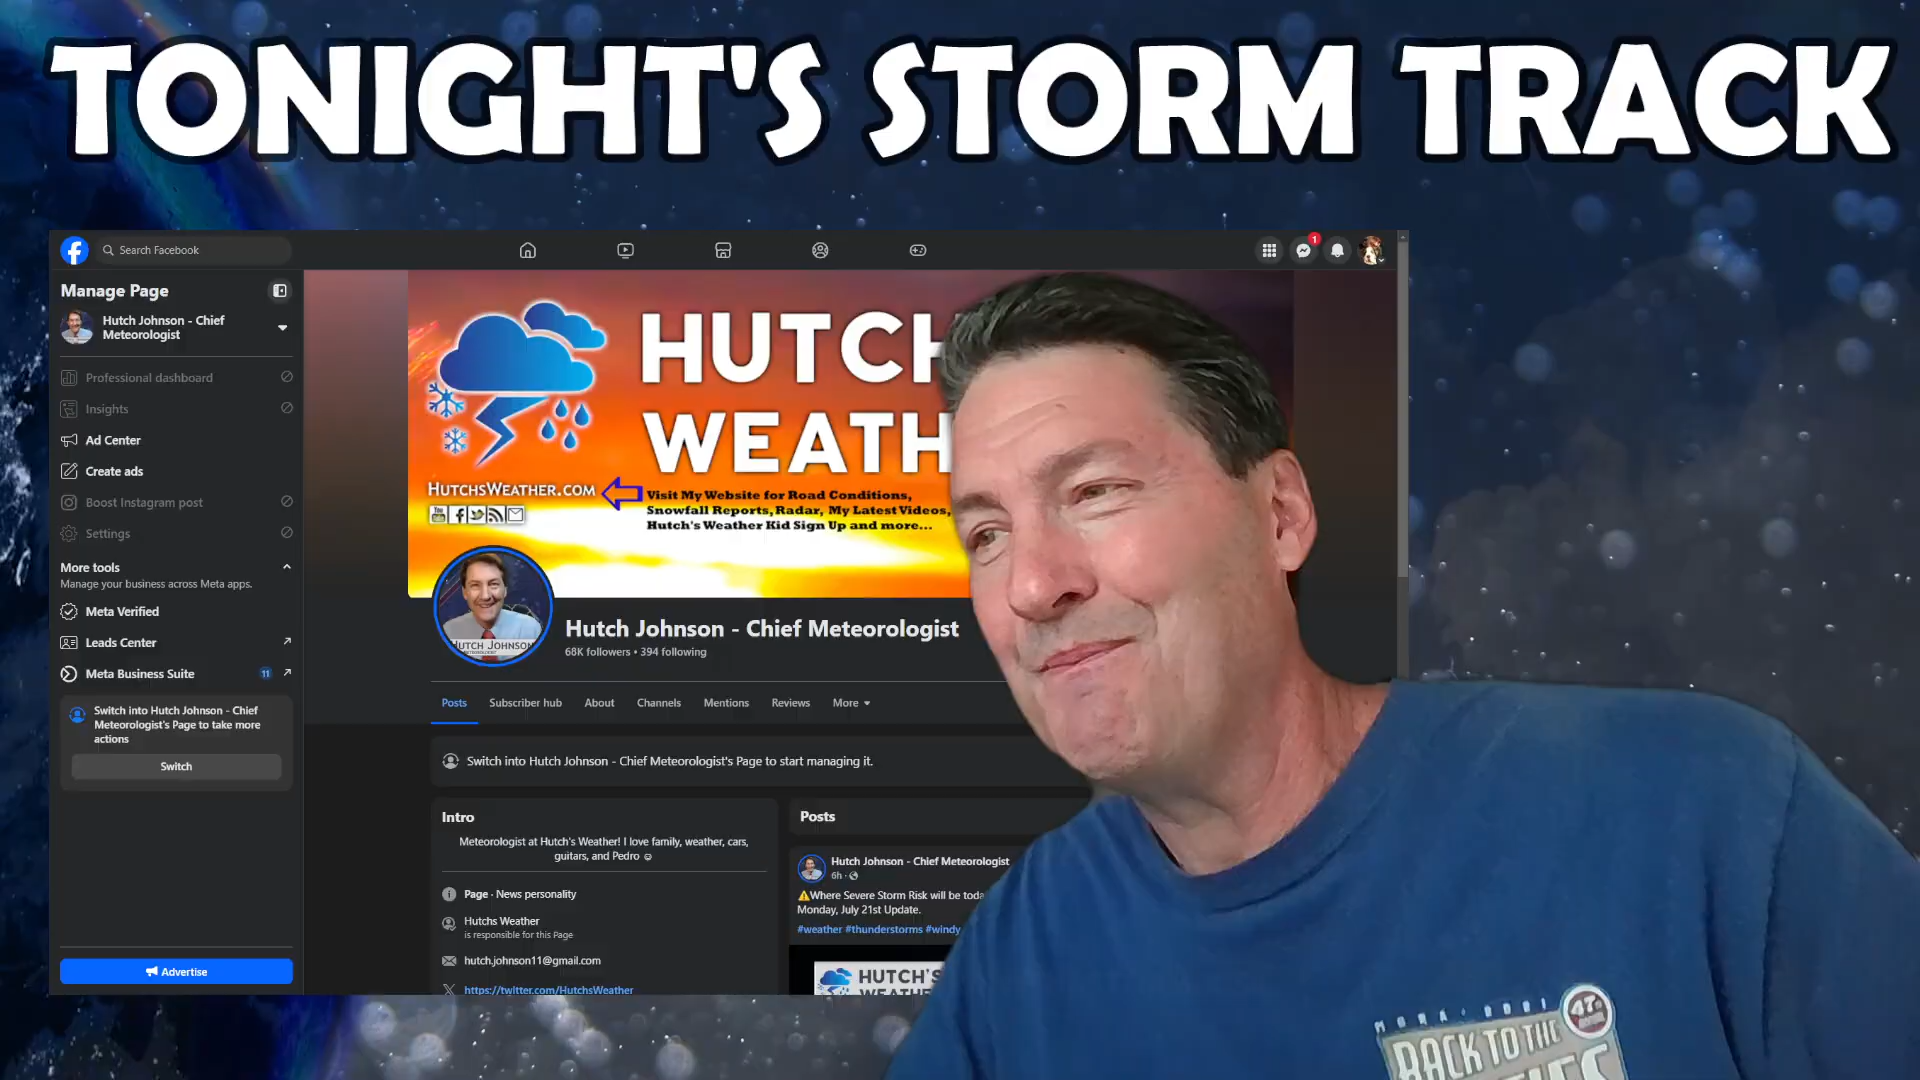 TONIGHT'S STORM TRACK
Search Facebook
1
Manage Page
Hutch Johnson - Chief
Meteorologist
Professional dashboard
Insights
Ad Center
Create ads
Boost Instagram post
Settings
More tools
Manage your business across Meta apps.
Meta Verified
Leads Center
Meta Business Suite
11
Switch into Hutch Johnson - Chief
Meteorologist's Page to take more
actions
Switch
Advertise
HUTCH
WEATH
HUTCHSWEATHER.COM
Visit My Website for Road Conditions,
Snowfall Reports, Radar, My Latest Videos,
Hutch's Weather Kid Sign Up and more...
HUTCH JOHNSON
Hutch Johnson - Chief Meteorologist
68K followers • 394 following
Posts
Subscriber hub
About
Channels
Mentions
Reviews
More
Switch into Hutch Johnson - Chief Meteorologist's Page to start managing it.
Intro
Meteorologist at Hutch's Weather! I love family, weather, cars,
guitars, and Pedro ☺
Page · News personality
Hutchs Weather
is responsible for this Page
hutch.johnson11@gmail.com
https://twitter.com/HutchsWeather
Posts
Hutch Johnson - Chief Meteorologist
6h ·
⚠Where Severe Storm Risk will be toda
Monday, July 21st Update.
#weather #thunderstorms #windy
HUTCH'S
WEATHE
BACK TO THE